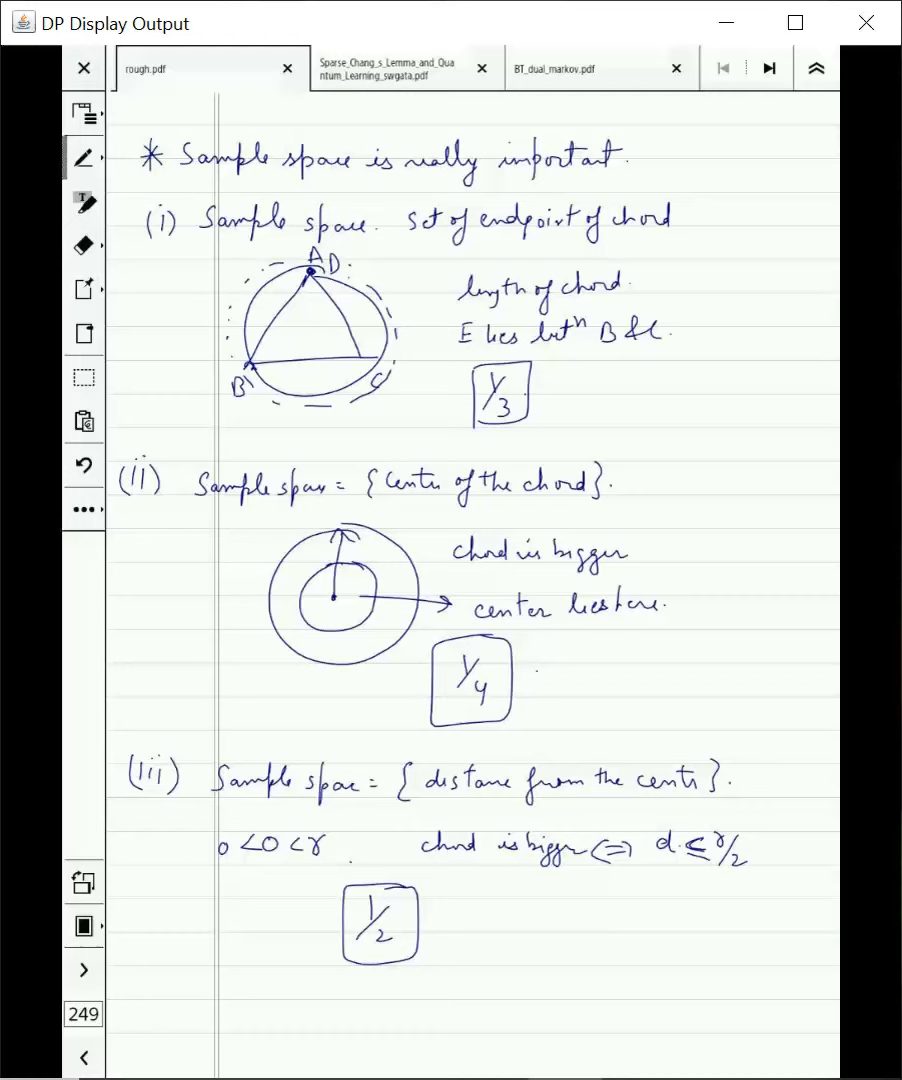 DP Display Output
rough.pdf
Sparse_Chang_s_Lemma_and_Qua
ntum_Learning_swgata.pdf
BT_dual_markov.pdf
* Sample space is really important.
(i) Sample space. Set of endpoint of chord
A D
length of chord.
E lies betⁿ B & C.
B C
1/3
(ii) Sample space = {center of the chord}.
chord is bigger
center lies here.
1/4
(iii) Sample space = { distance from the center }.
0 < D < r chord is bigger <=> d ≤ r/2
1/2
249